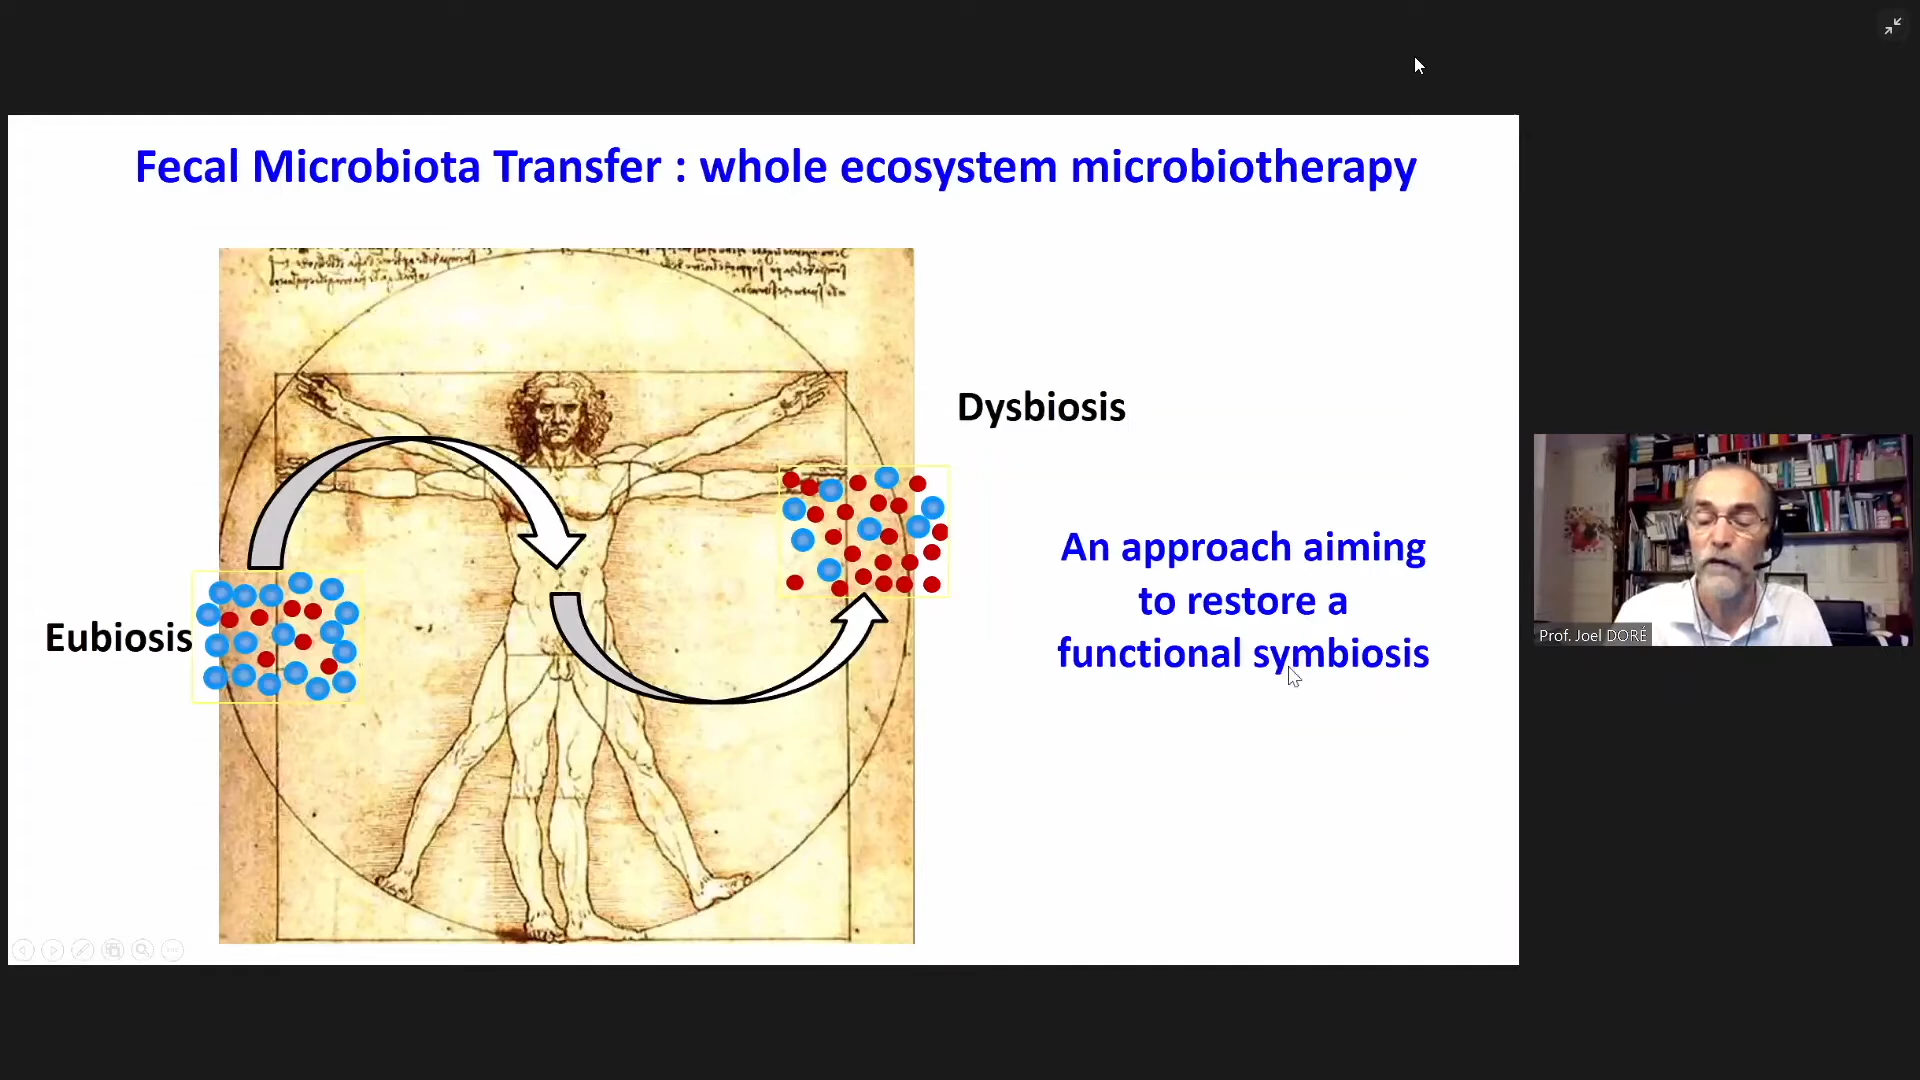 Fecal Microbiota Transfer : whole ecosystem microbiotherapy
Dysbiosis
An approach aiming
to restore a
functional symbiosis
Eubiosis
Prof. Joel DORÉ